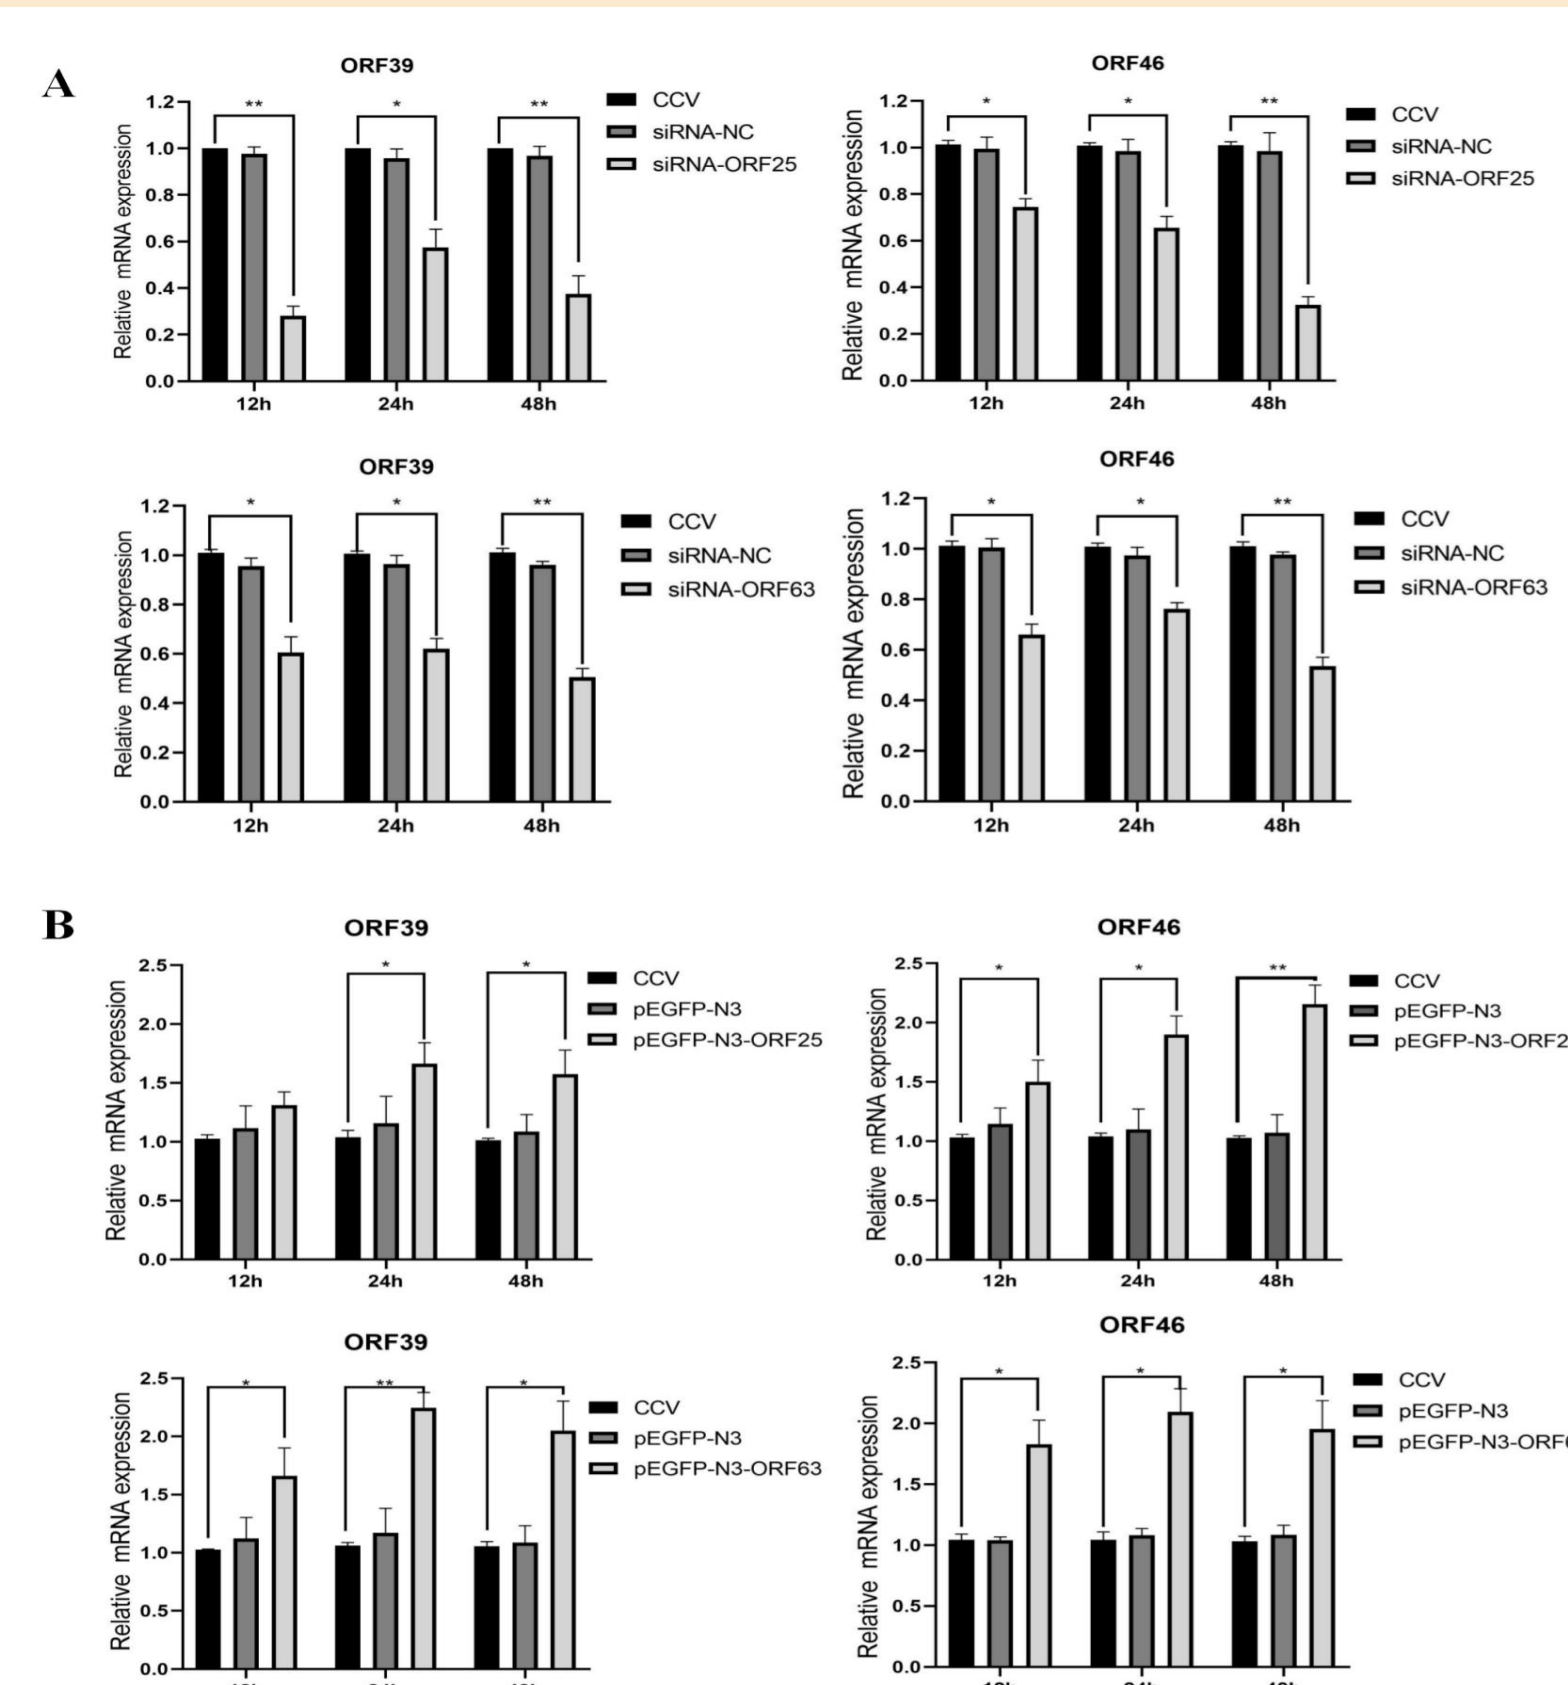 A
ORF39
Relative mRNA expression
1.2
1.0
0.8
0.6
0.4
0.2
0.0
** * **
12h 24h 48h
CCV
siRNA-NC
siRNA-ORF25
ORF46
Relative mRNA expression
1.2
1.0
0.8
0.6
0.4
0.2
0.0
* * **
12h 24h 48h
CCV
siRNA-NC
siRNA-ORF25
ORF39
Relative mRNA expression
1.2
1.0
0.8
0.6
0.4
0.2
0.0
* * **
12h 24h 48h
CCV
siRNA-NC
siRNA-ORF63
ORF46
Relative mRNA expression
1.2
1.0
0.8
0.6
0.4
0.2
0.0
* * **
12h 24h 48h
CCV
siRNA-NC
siRNA-ORF63
B
ORF39
Relative mRNA expression
2.5
2.0
1.5
1.0
0.5
0.0
* *
12h 24h 48h
CCV
pEGFP-N3
pEGFP-N3-ORF25
ORF46
Relative mRNA expression
2.5
2.0
1.5
1.0
0.5
0.0
* * **
12h 24h 48h
CCV
pEGFP-N3
pEGFP-N3-ORF2
ORF39
Relative mRNA expression
2.5
2.0
1.5
1.0
0.5
0.0
* ** *
CCV
pEGFP-N3
pEGFP-N3-ORF63
ORF46
Relative mRNA expression
2.5
2.0
1.5
1.0
0.5
0.0
* * *
CCV
pEGFP-N3